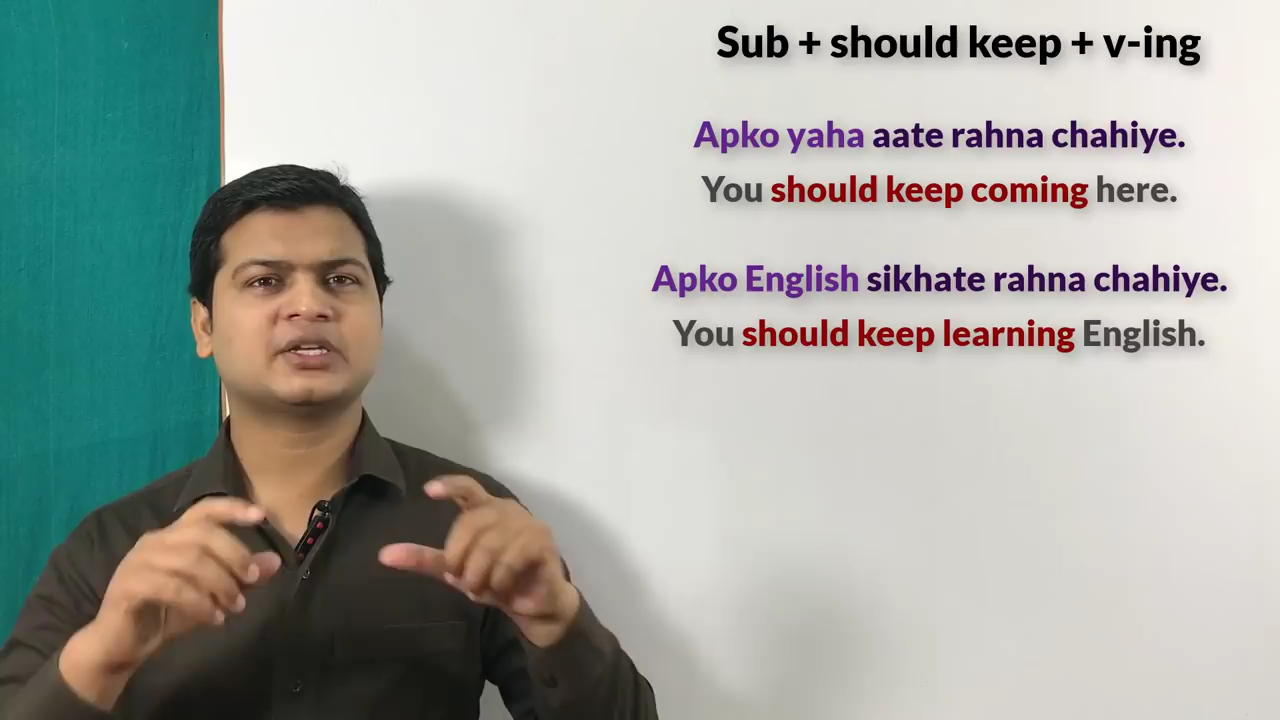 Sub + should keep + v-ing
Apko yaha aate rahna chahiye.
You should keep coming here.
Apko English sikhate rahna chahiye.
You should keep learning English.